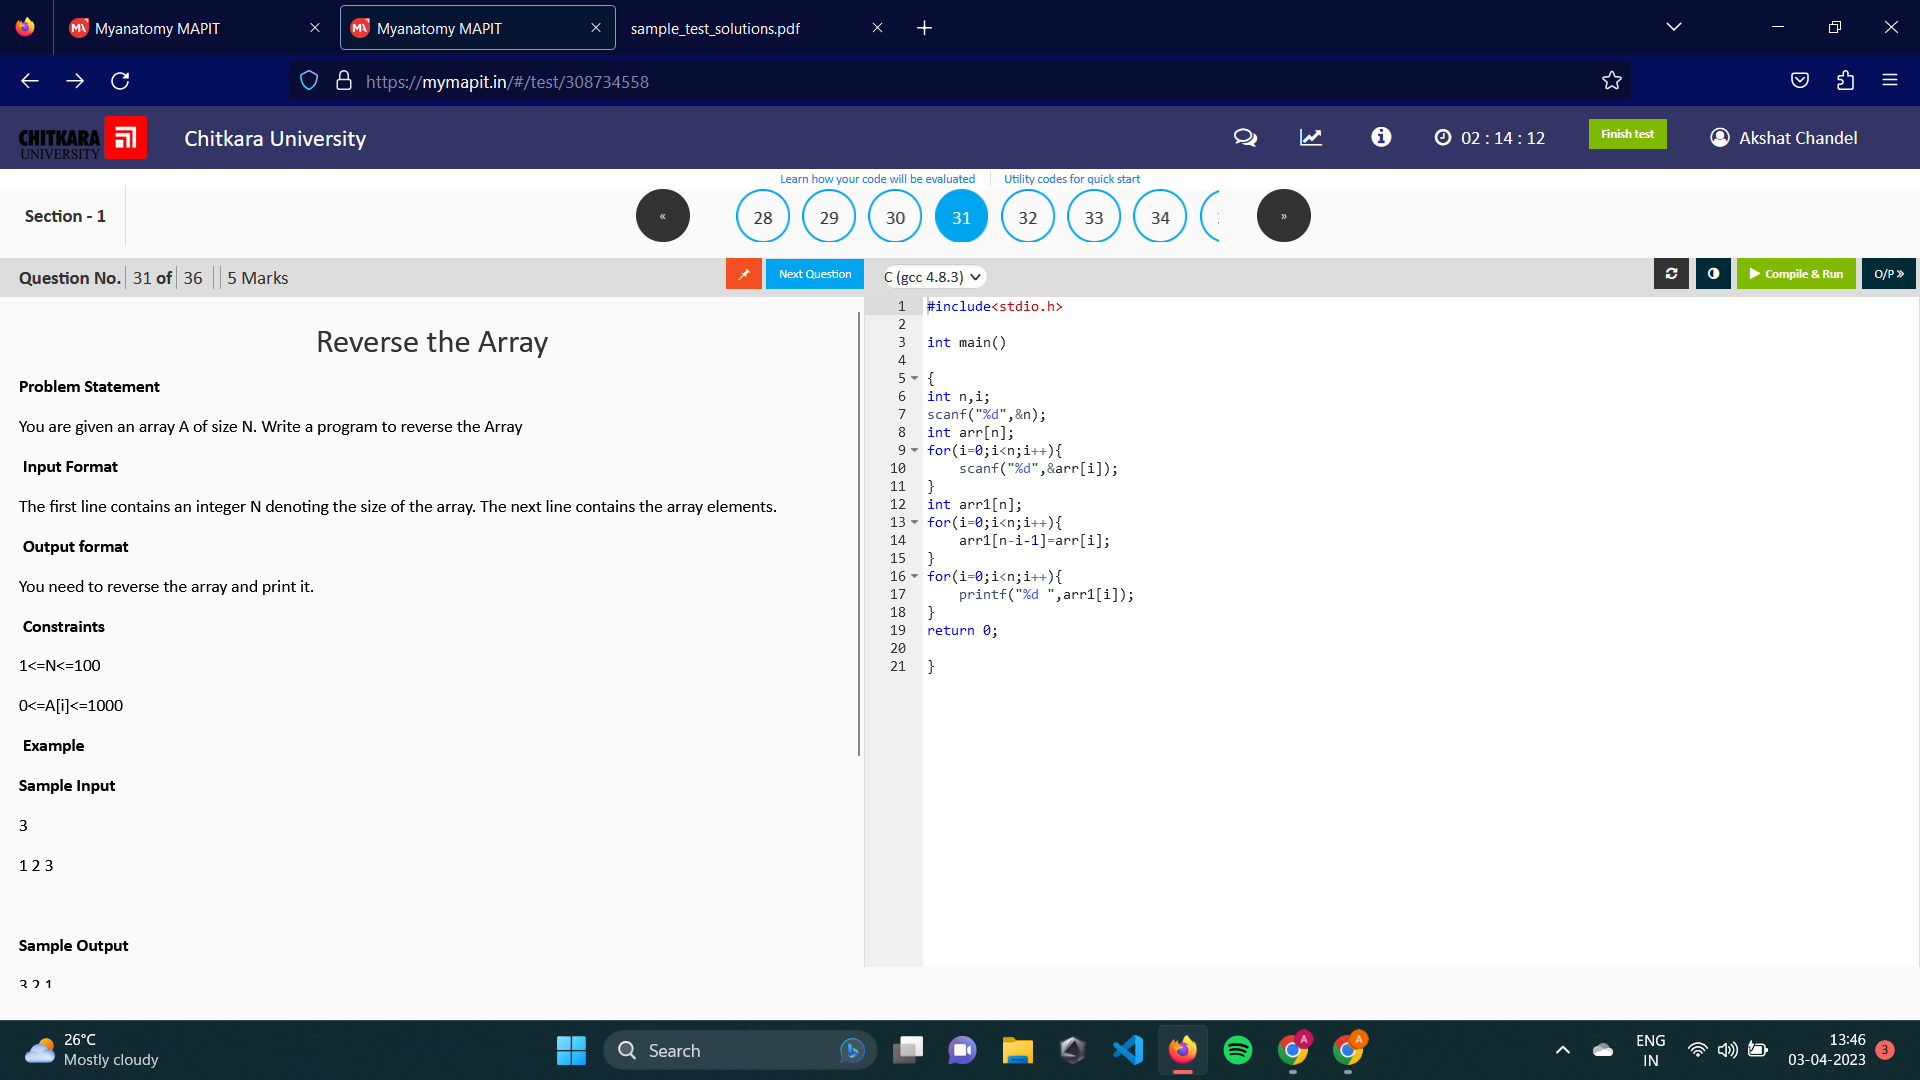 Myanatomy MAPIT
Myanatomy MAPIT
sample_test_solutions.pdf
https://mymapit.in/#/test/308734558
CHITKARA
UNIVERSITY
Chitkara University
02 : 14 : 12
Finish test
Akshat Chandel
Learn how your code will be evaluated
Utility codes for quick start
Section - 1
«
28
29
30
31
32
33
34
»
Question No. 31 of 36 5 Marks
Next Question
C (gcc 4.8.3)
Compile & Run
O/P »
Reverse the Array
Problem Statement
You are given an array A of size N. Write a program to reverse the Array
Input Format
The first line contains an integer N denoting the size of the array. The next line contains the array elements.
Output format
You need to reverse the array and print it.
Constraints
1<=N<=100
0<=A[i]<=1000
Example
Sample Input
3
1 2 3
Sample Output
3 2 1
1 #include<stdio.h>
2
3 int main()
4
5 {
6 int n,i;
7 scanf("%d",&n);
8 int arr[n];
9 for(i=0;i<n;i++){
10 scanf("%d",&arr[i]);
11 }
12 int arr1[n];
13 for(i=0;i<n;i++){
14 arr1[n-i-1]=arr[i];
15 }
16 for(i=0;i<n;i++){
17 printf("%d ",arr1[i]);
18 }
19 return 0;
20
21 }
26°C
Mostly cloudy
Search
A
A
ENG
IN
13:46
03-04-2023
3